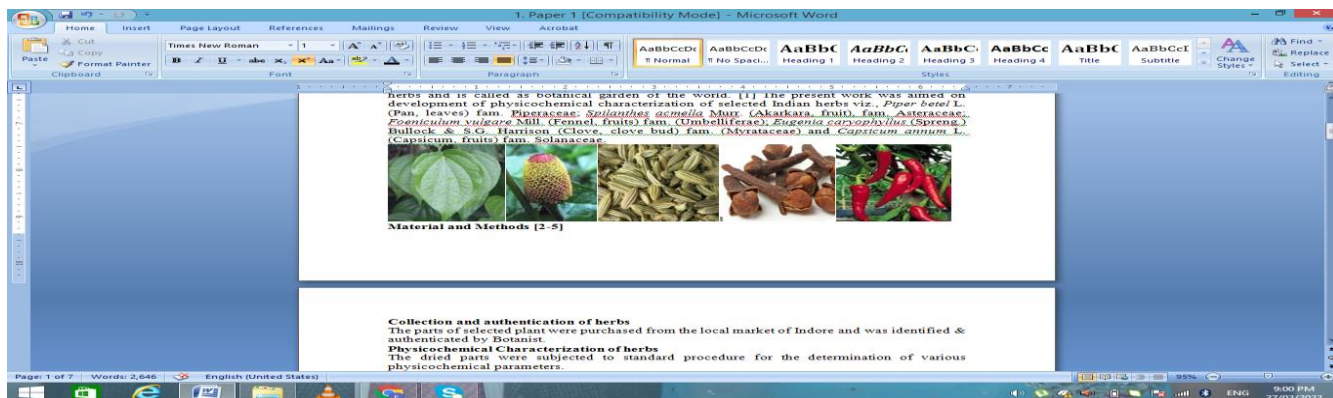 1. Paper 1 [Compatibility Mode] - Microsoft Word
Home Insert Page Layout References Mailings Review View Acrobat
Paste
Cut
Copy
Format Painter
Clipboard
Times New Roman 1
B I U abc Aa
Font
Paragraph
AaBbCcDc AaBbCcDc AaBbC AaBbC AaBbC AaBbCc AaBbC AaBbCcI
¶ Normal ¶ No Spaci... Heading 1 Heading 2 Heading 3 Heading 4 Title Subtitle
Change Styles
Styles
Find
Replace
Select
Editing
herbs and is called as botanical garden of the world. [1] The present work was aimed on
development of physicochemical characterization of selected Indian herbs viz., Piper betel L.
(Pan, leaves) fam. Piperaceae; Spilanthes acmella Murr. (Akarkara, fruit), fam. Asteraceae;
Foeniculum vulgare Mill. (Fennel, fruits) fam. (Umbelliferae); Eugenia caryophyllus (Spreng.)
Bullock & S.G. Harrison (Clove, clove bud) fam. (Myrataceae) and Capsicum annum L.
(Capsicum, fruits) fam. Solanaceae.
Material and Methods [2-5]
Collection and authentication of herbs
The parts of selected plant were purchased from the local market of Indore and was identified &
authenticated by Botanist.
Physicochemical Characterization of herbs
The dried parts were subjected to standard procedure for the determination of various
physicochemical parameters.
Page: 1 of 7 Words: 2,646 English (United States) 95%
ENG 9:00 PM
27/03/2022